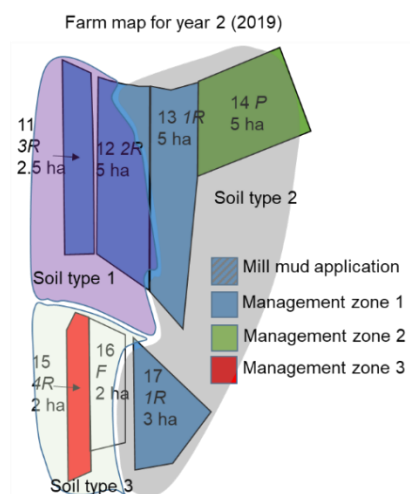 Farm map for year 2 (2019)
11
3R
2.5 ha
12 2R
5 ha
13 1R
5 ha
14 P
5 ha
Soil type 2
Soil type 1
Mill mud application
Management zone 1
Management zone 2
Management zone 3
15
4R
2 ha
16
F
2 ha
17
1R
3 ha
Soil type 3